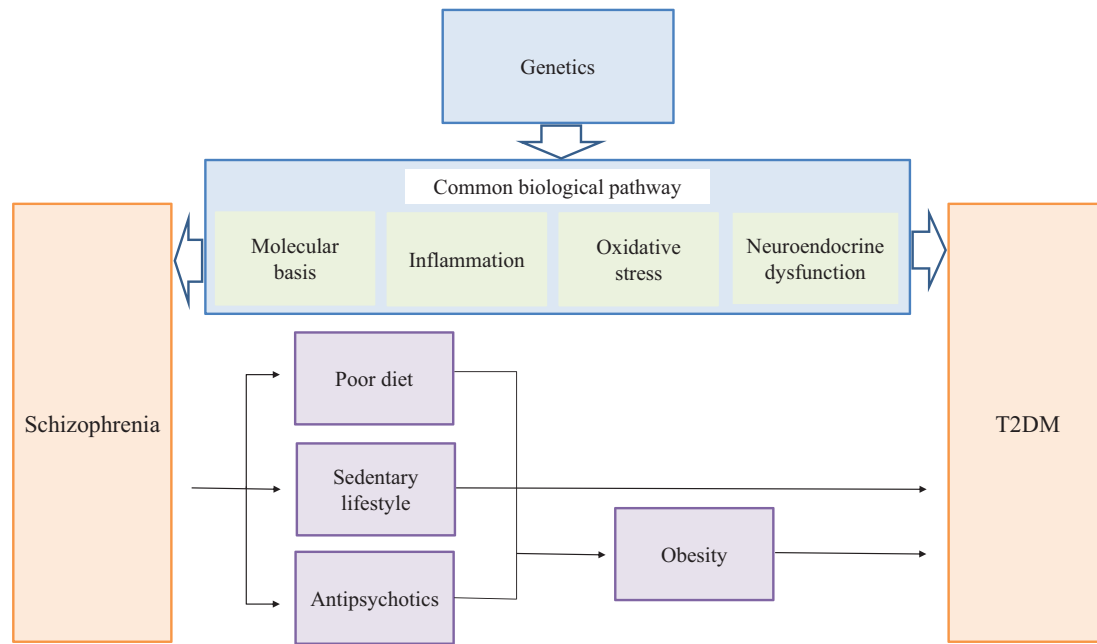 Genetics
Common biological pathway
Molecular
basis
Inflammation
Oxidative
stress
Neuroendocrine
dysfunction
Schizophrenia
Poor diet
Sedentary
lifestyle
Antipsychotics
Obesity
T2DM